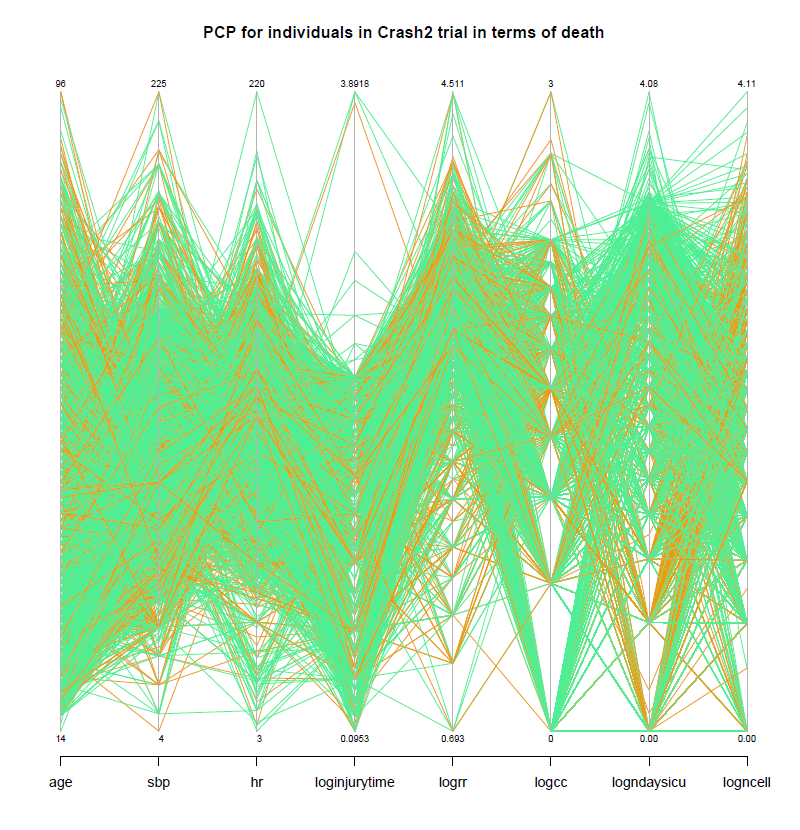 PCP for individuals in Crash2 trial in terms of death
96 225 220 3.8918 4.511 3 4.08 4.11
14 4 3 0.0953 0.693 0 0.00 0.00
age sbp hr loginjurytime logrr logcc logndaysicu logncell